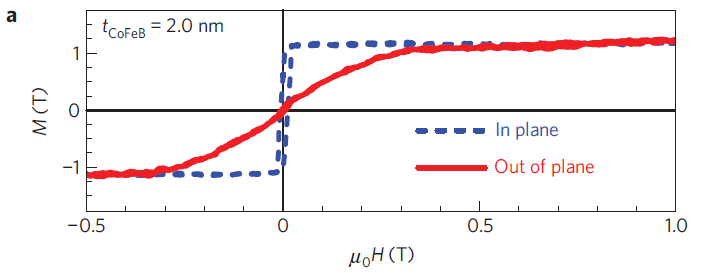 a
t_CoFeB = 2.0 nm
1
0
−1
M (T)
In plane
Out of plane
−0.5 0 0.5 1.0
μ₀H (T)